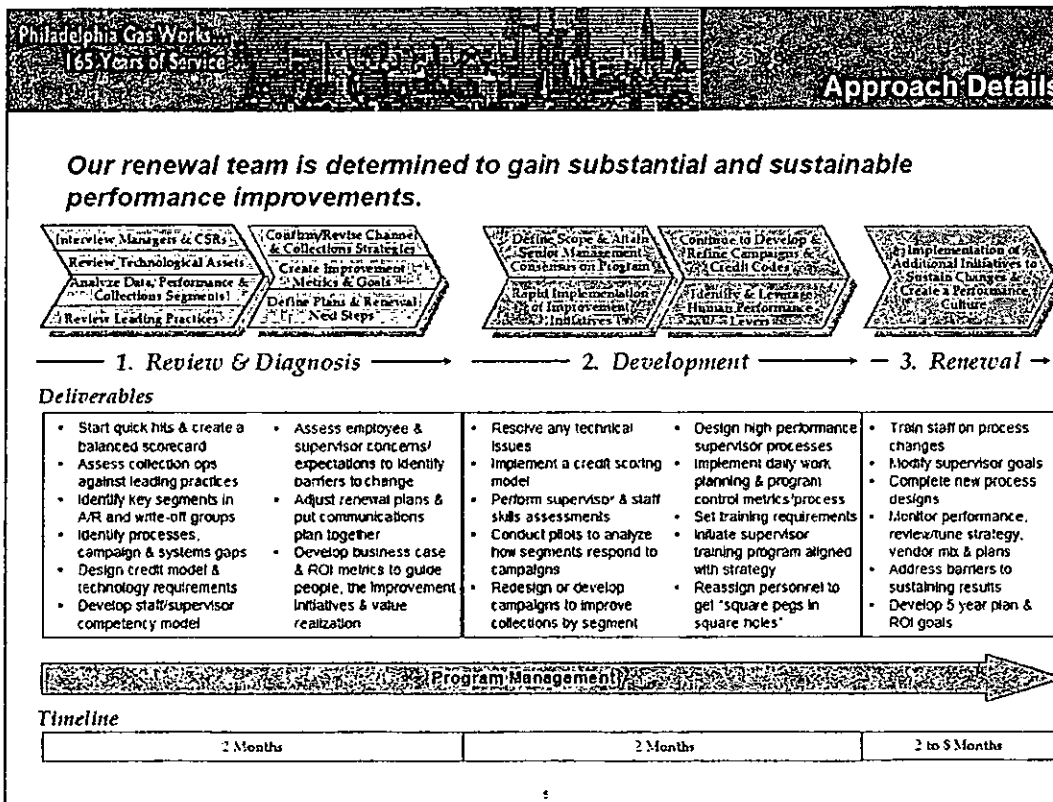 Philadelphia Gas Works...
165 Years of Service
Approach Details
Our renewal team is determined to gain substantial and sustainable
performance improvements.
Interview Managers & CSRs
Review Technological Assets
Analyze Data, Performance &
Collections Segments
Review Leading Practices
Confirm/Revise Channel
& Collections Strategies
Create Improvement
Metrics & Goals
Define Plans & Renewal
Next Steps
Define Scope & Attain
Senior Management
Consensus on Program
Rapid Implementation
of Improvement
Initiatives
Continue to Develop &
Refine Campaigns &
Credit Codes
Identify & Leverage
Human Performance
Levers
Implementation of
Additional Initiatives to
Sustain Changes &
Create a Performance
Culture
1. Review & Diagnosis
2. Development
3. Renewal
Deliverables
• Start quick hits & create a
balanced scorecard
• Assess collection ops
against leading practices
• Identify key segments in
A/R and write-off groups
• Identify processes,
campaign & systems gaps
• Design credit model &
technology requirements
• Develop staff/supervisor
competency model
• Assess employee &
supervisor concerns/
expectations to identify
barriers to change
• Adjust renewal plans &
put communications
plan together
• Develop business case
& ROI metrics to guide
people, the improvement
initiatives & value
realization
• Resolve any technical
issues
• Implement a credit scoring
model
• Perform supervisor & staff
skills assessments
• Conduct pilots to analyze
how segments respond to
campaigns
• Redesign or develop
campaigns to improve
collections by segment
• Design high performance
supervisor processes
• Implement daily work
planning & program
control metrics/process
• Set training requirements
• Initiate supervisor
training program aligned
with strategy
• Reassign personnel to
get "square pegs in
square holes"
• Train staff on process
changes
• Modify supervisor goals
• Complete new process
designs
• Monitor performance,
review/tune strategy,
vendor mix & plans
• Address barriers to
sustaining results
• Develop 5 year plan &
ROI goals
Program Management
Timeline
2 Months
2 Months
2 to 8 Months